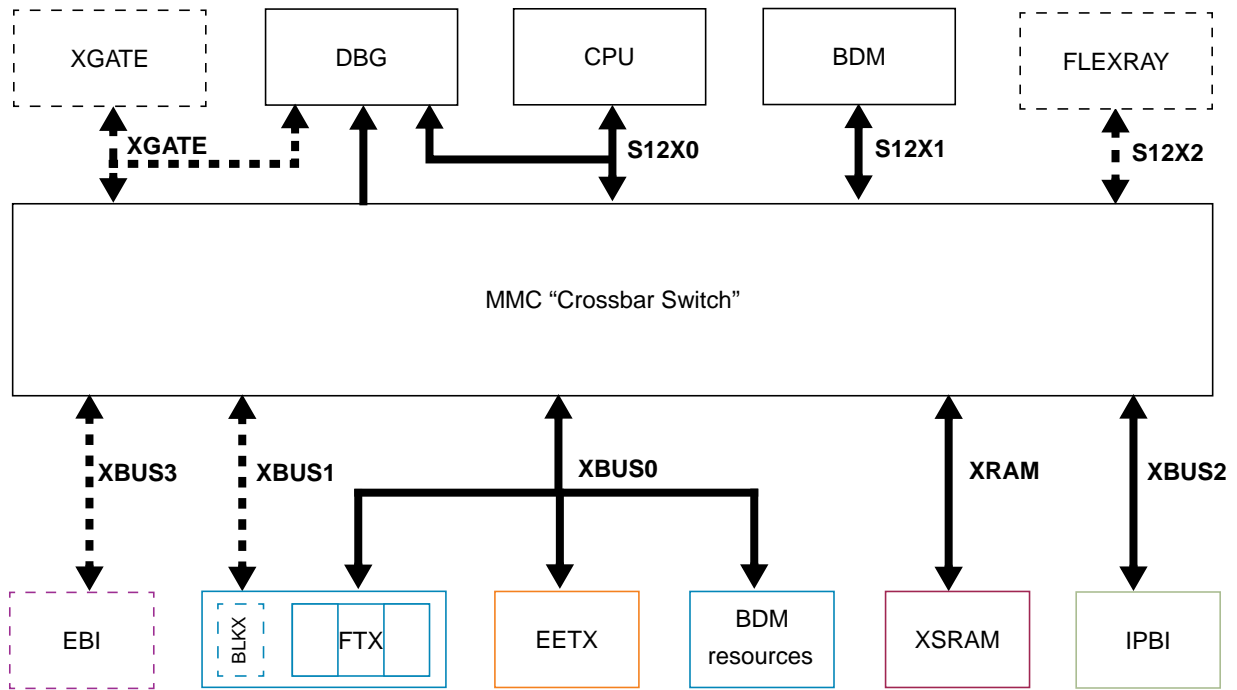 XGATE
DBG
CPU
BDM
FLEXRAY
XGATE
S12X0
S12X1
S12X2
MMC “Crossbar Switch”
XBUS3
XBUS1
XBUS0
XRAM
XBUS2
EBI
BLKX
FTX
EETX
BDM
resources
XSRAM
IPBI